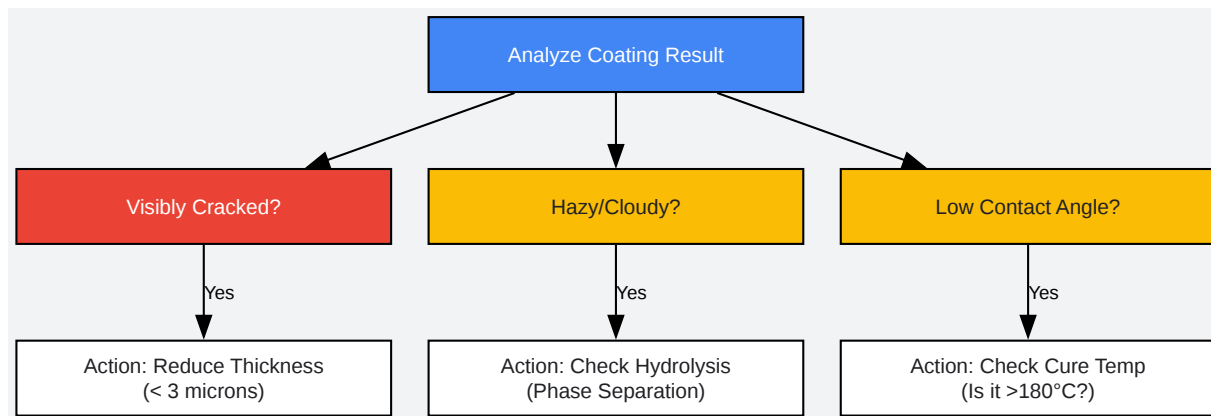 Analyze Coating Result
Visibly Cracked?
Hazy/Cloudy?
Low Contact Angle?
Yes
Yes
Yes
Action: Reduce Thickness
(< 3 microns)
Action: Check Hydrolysis
(Phase Separation)
Action: Check Cure Temp
(Is it >180°C?)